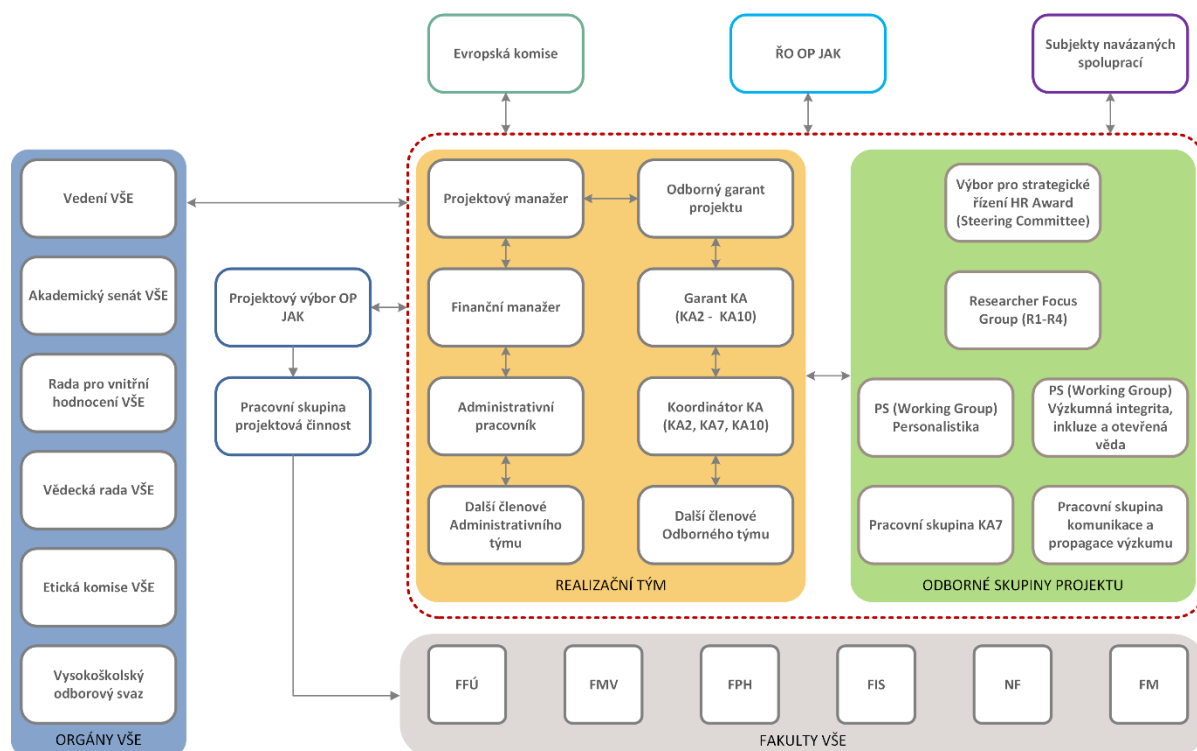 Evropská komise
ŘO OP JAK
Subjekty navázaných
spoluprací
Vedení VŠE
Akademický senát VŠE
Rada pro vnitřní
hodnocení VŠE
Vědecká rada VŠE
Etická komise VŠE
Vysokoškolský
odborový svaz
ORGÁNY VŠE
Projektový výbor OP
JAK
Pracovní skupina
projektová činnost
Projektový manažer
Odborný garant
projektu
Finanční manažer
Garant KA
(KA2 - KA10)
Administrativní
pracovník
Koordinátor KA
(KA2, KA7, KA10)
Další členové
Administrativního
týmu
Další členové
Odborného týmu
REALIZAČNÍ TÝM
Výbor pro strategické
řízení HR Award
(Steering Committee)
Researcher Focus
Group (R1-R4)
PS (Working Group)
Personalistika
PS (Working Group)
Výzkumná integrita,
inkluze a otevřená
věda
Pracovní skupina KA7
Pracovní skupina
komunikace a
propagace výzkumu
ODBORNÉ SKUPINY PROJEKTU
FFÚ
FMV
FPH
FIS
NF
FM
FAKULTY VŠE